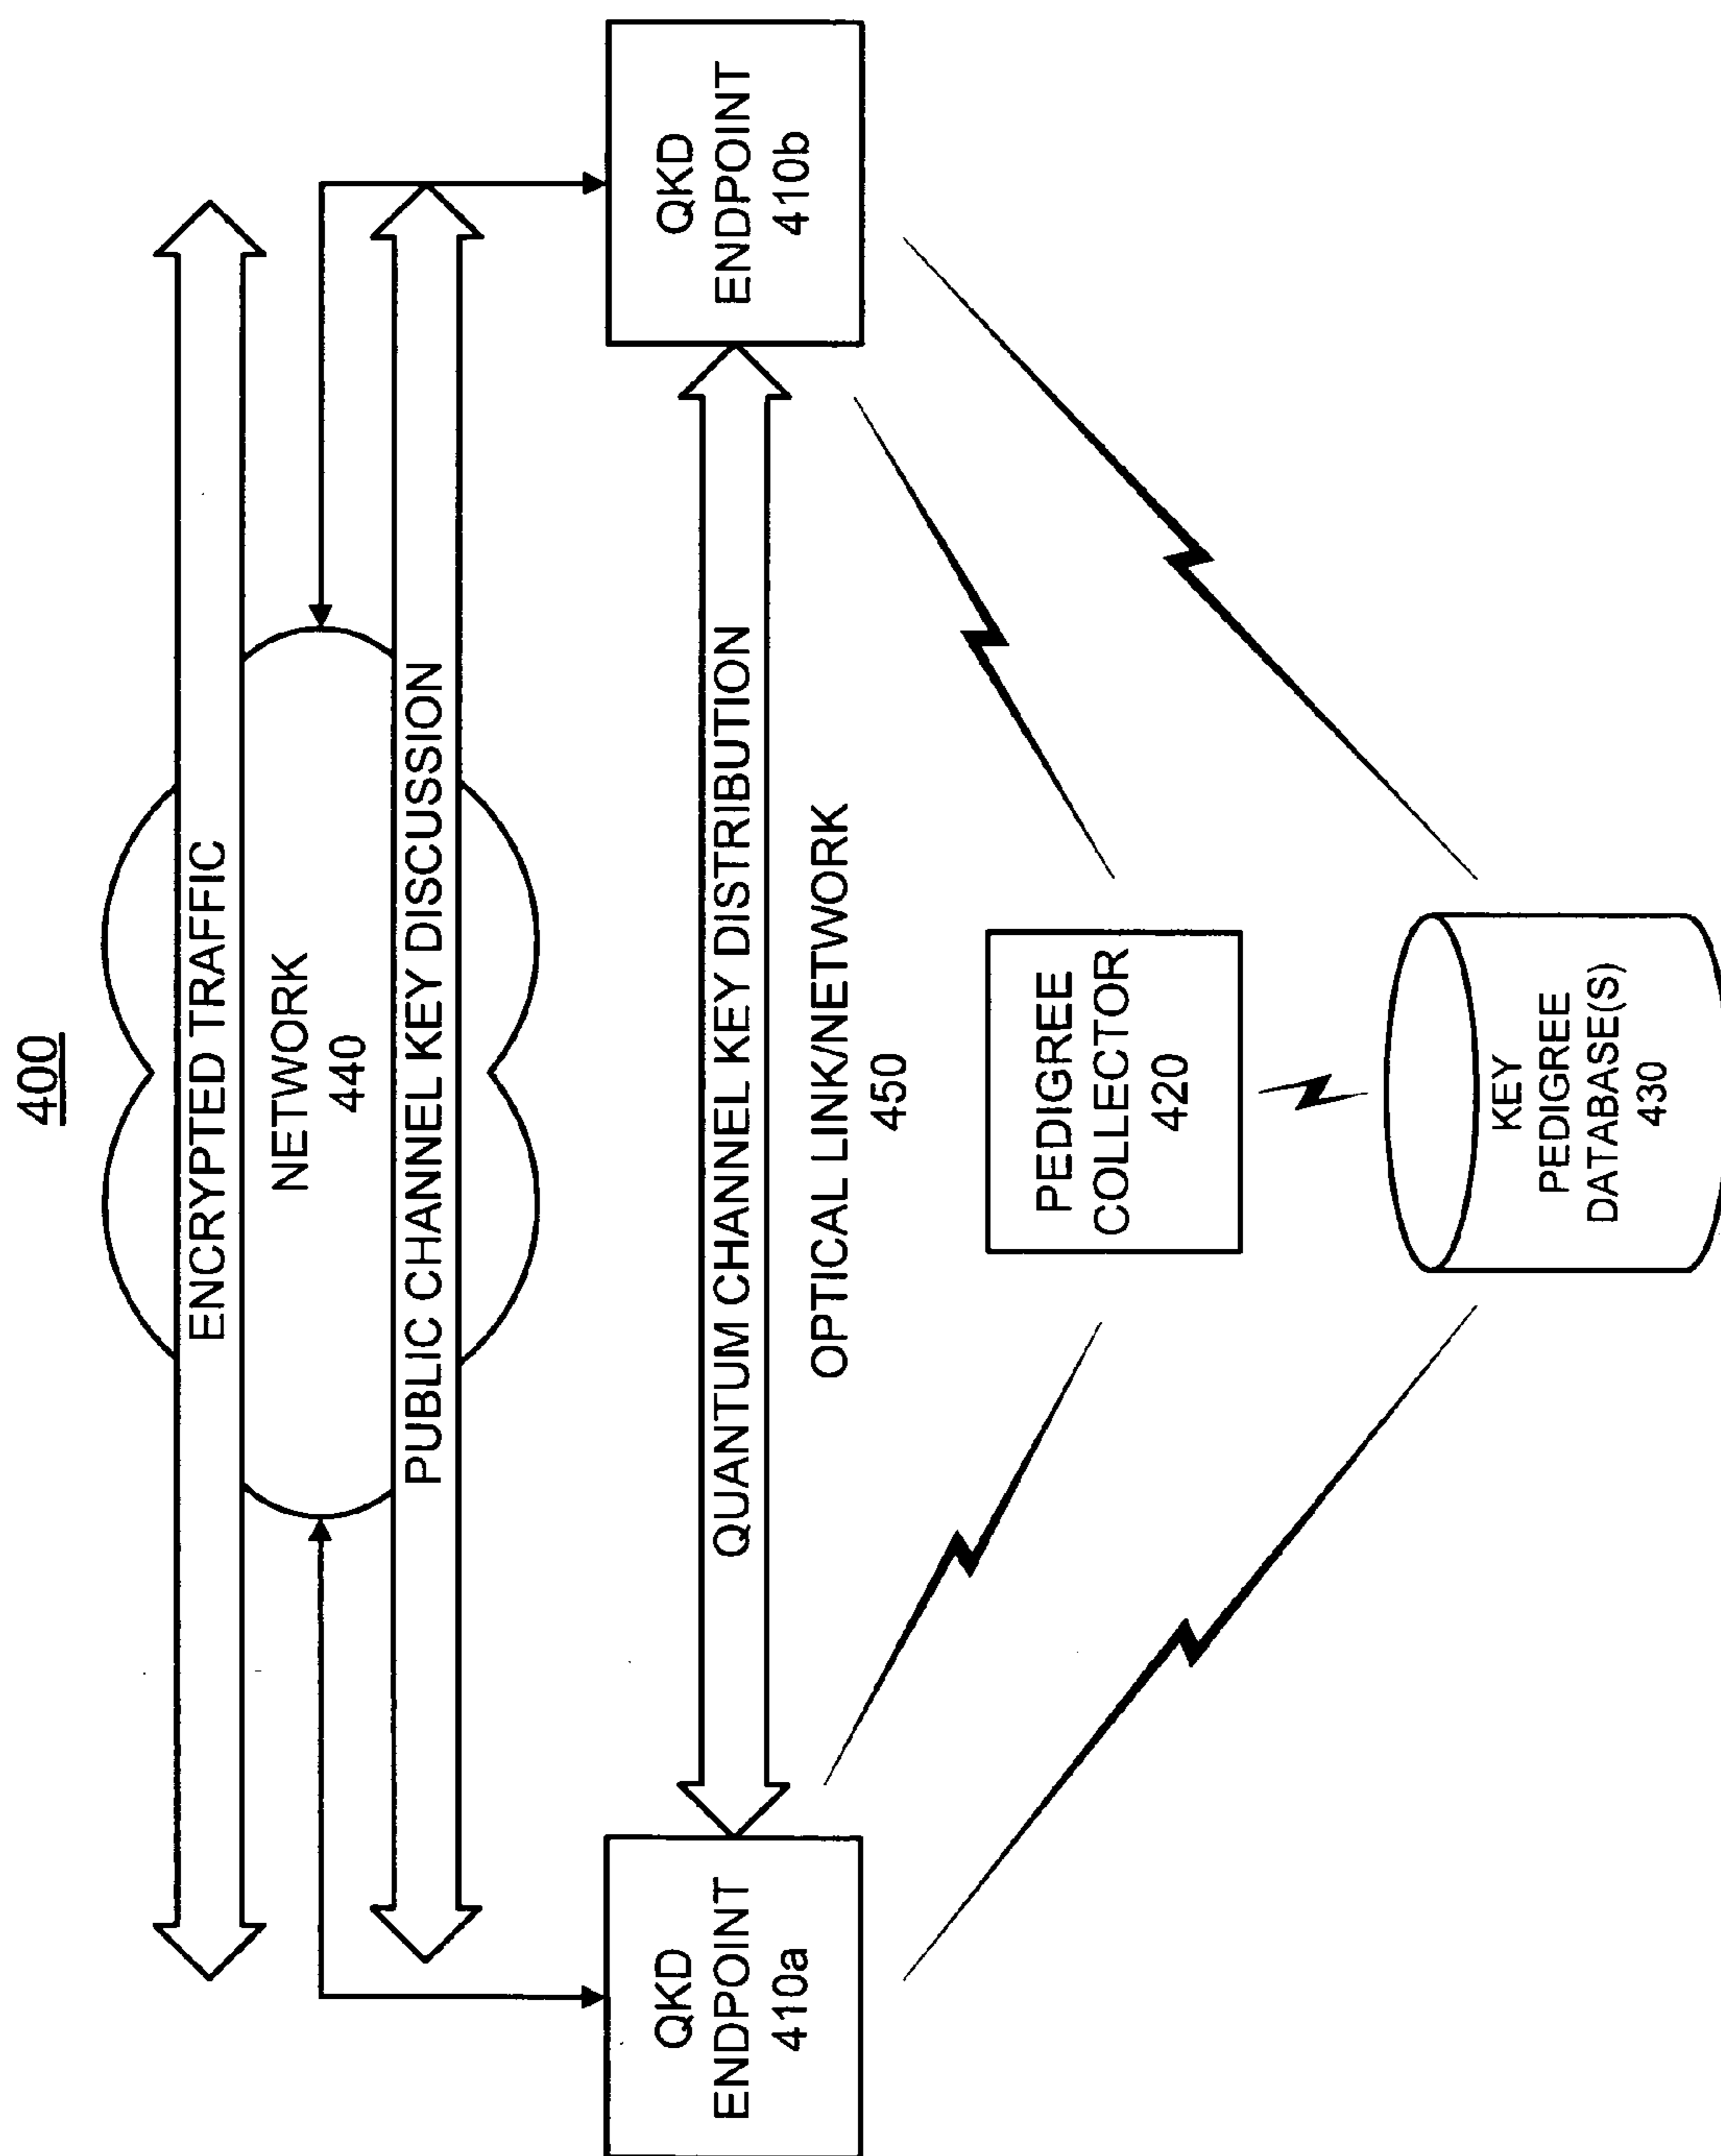 400
ENCRYPTED TRAFFIC
NETWORK
440
PUBLIC CHANNEL KEY DISCUSSION
QKD
ENDPOINT
410a
QKD
ENDPOINT
410b
QUANTUM CHANNEL KEY DISTRIBUTION
OPTICAL LINK/NETWORK
450
PEDIGREE
COLLECTOR
420
KEY
PEDIGREE
DATABASE(S)
430